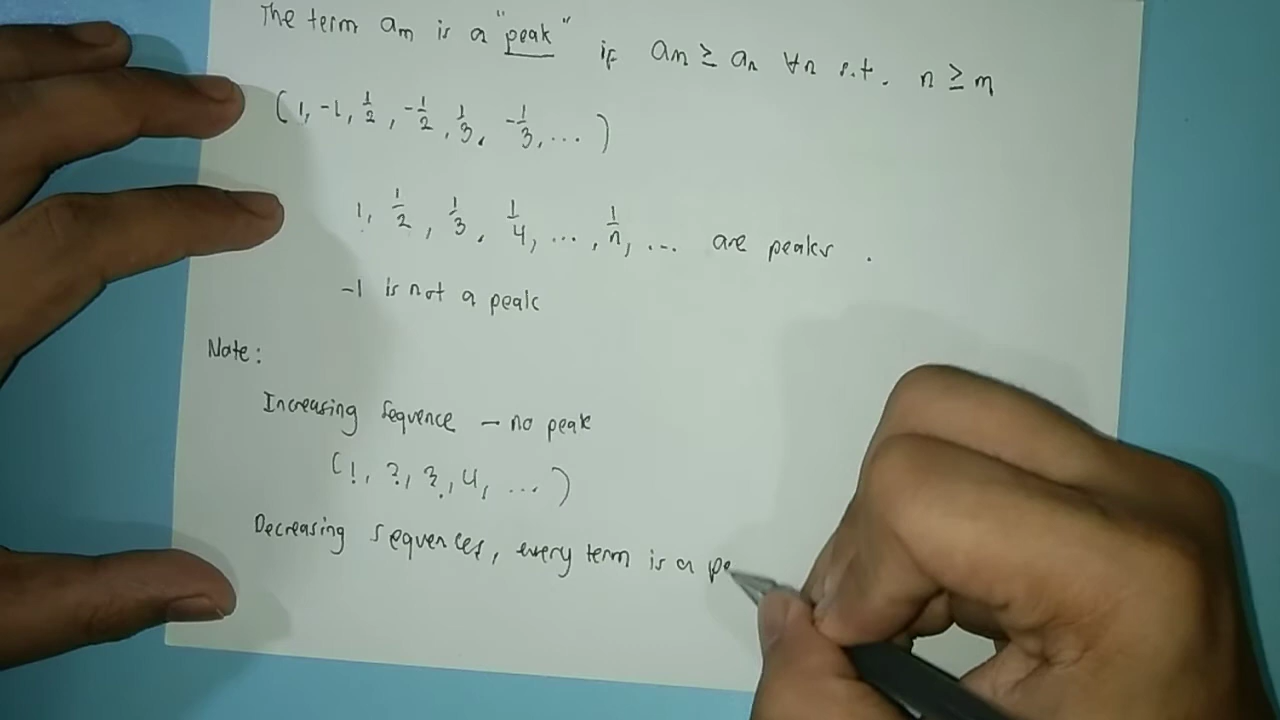 The term am is a "peak" if am ≥ an ∀n s.t. n ≥ m
(1, -1, 1/2, -1/2, 1/3, -1/3, ... )
1, 1/2, 1/3, 1/4, ..., 1/n, ... are peaks .
-1 is not a peak
Note:
Increasing sequence – no peak
(1, 2, 3, 4, ... )
Decreasing sequences, every term is a pe